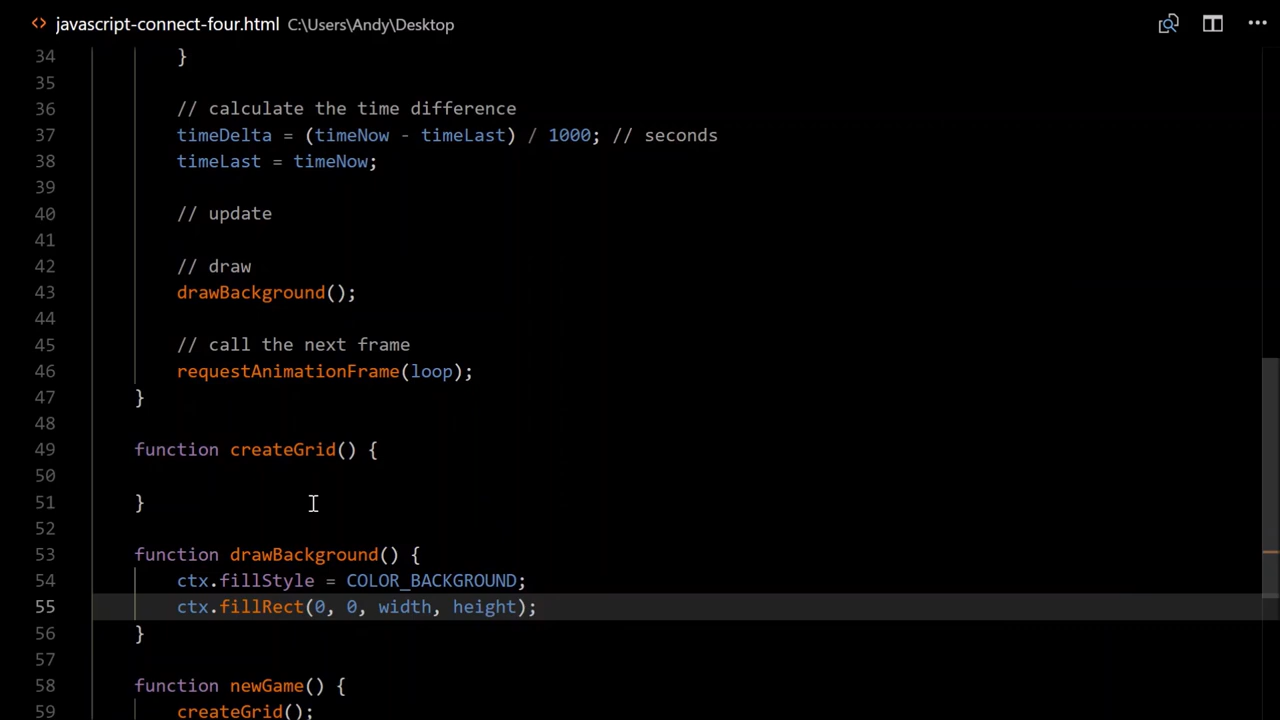 javascript-connect-four.html C:\Users\Andy\Desktop
34 }
35
36 // calculate the time difference
37 timeDelta = (timeNow - timeLast) / 1000; // seconds
38 timeLast = timeNow;
39
40 // update
41
42 // draw
43 drawBackground();
44
45 // call the next frame
46 requestAnimationFrame(loop);
47 }
48
49 function createGrid() {
50
51 }
52
53 function drawBackground() {
54 ctx.fillStyle = COLOR_BACKGROUND;
55 ctx.fillRect(0, 0, width, height);
56 }
57
58 function newGame() {
59 createGrid();